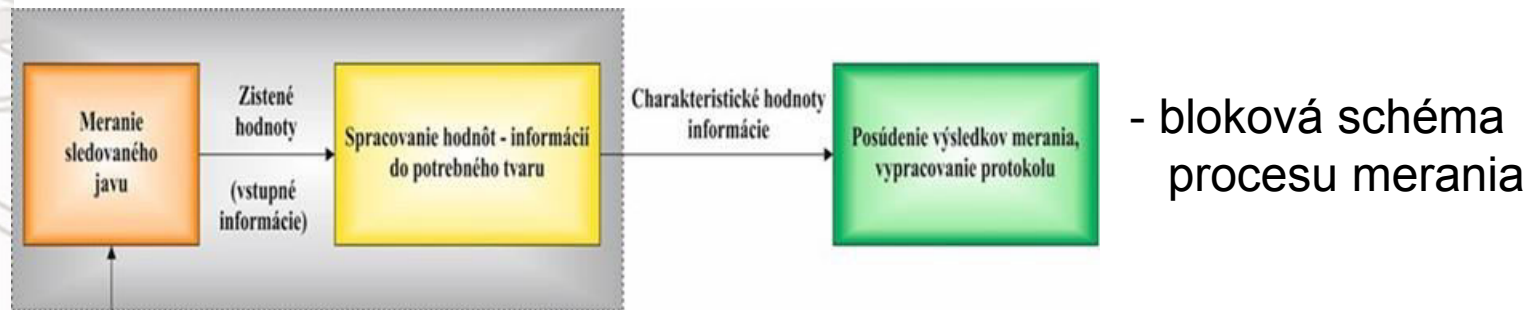 Meranie
sledovaného
javu
Zistené
hodnoty
(vstupné
informácie)
Spracovanie hodnôt - informácií
do potrebného tvaru
Charakteristické hodnoty
informácie
Posúdenie výsledkov merania,
vypracovanie protokolu
- bloková schéma
procesu merania